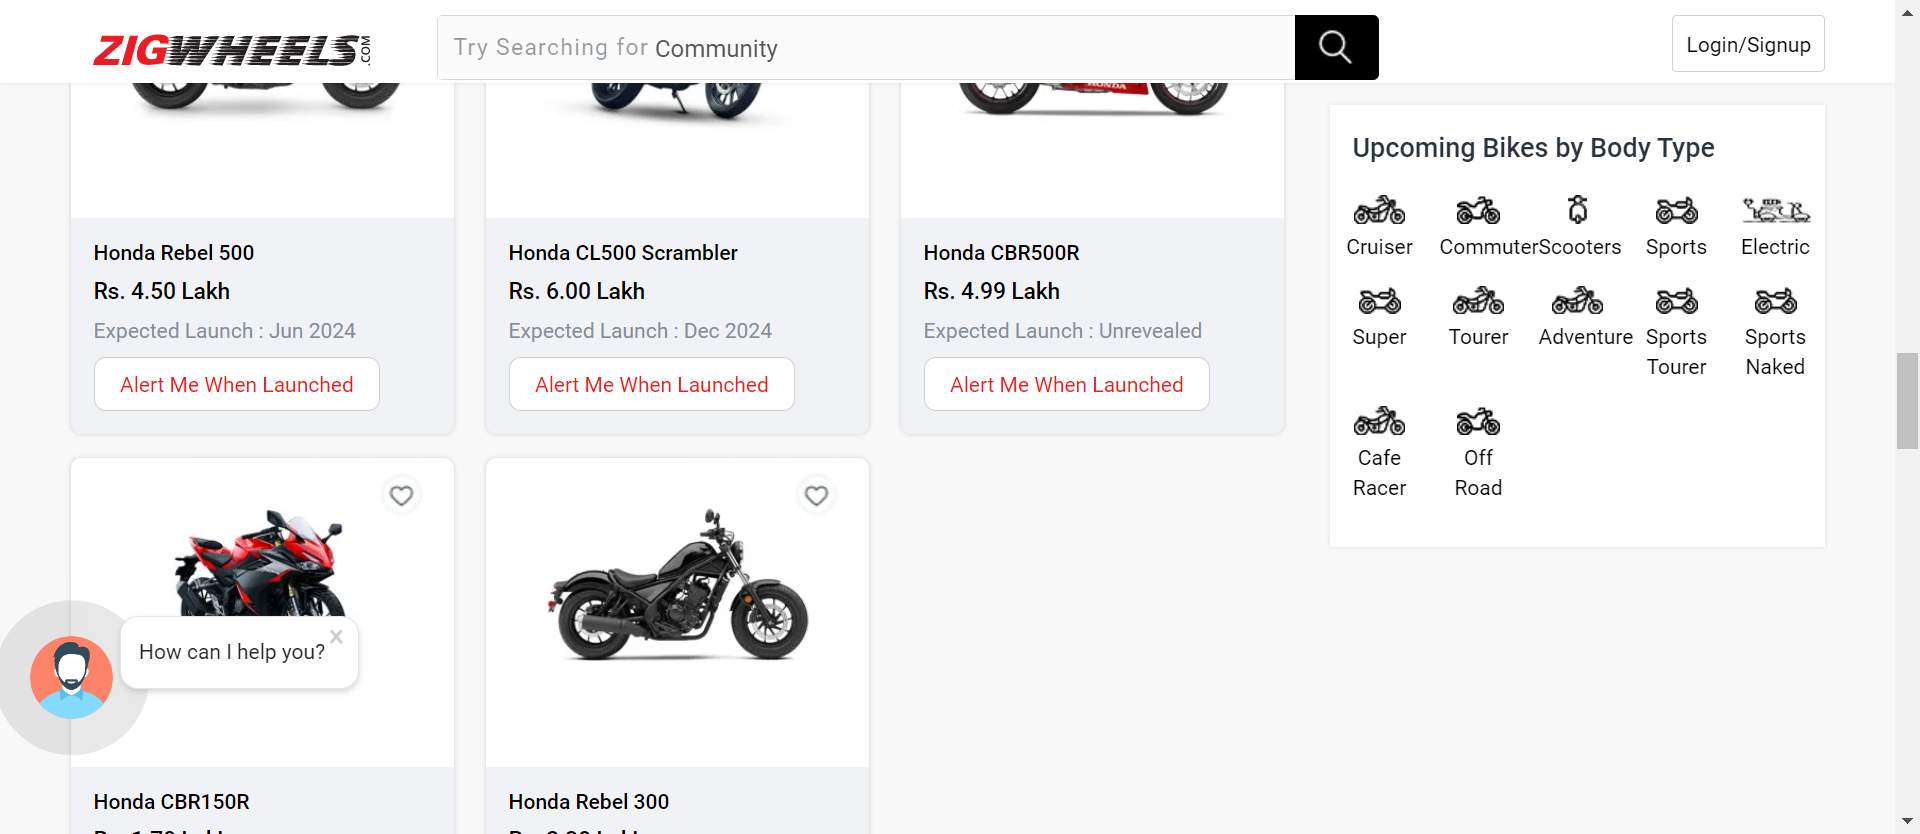 ZIGWHEELS.COM
Try Searching for Community
Login/Signup
HONDA
Honda Rebel 500
Rs. 4.50 Lakh
Expected Launch : Jun 2024
Alert Me When Launched
Honda CL500 Scrambler
Rs. 6.00 Lakh
Expected Launch : Dec 2024
Alert Me When Launched
Honda CBR500R
Rs. 4.99 Lakh
Expected Launch : Unrevealed
Alert Me When Launched
Upcoming Bikes by Body Type
Cruiser Commuter Scooters Sports Electric
Super Tourer Adventure Sports Sports
Tourer Naked
Cafe Off
Racer Road
How can I help you?
x
Honda CBR150R
Honda Rebel 300